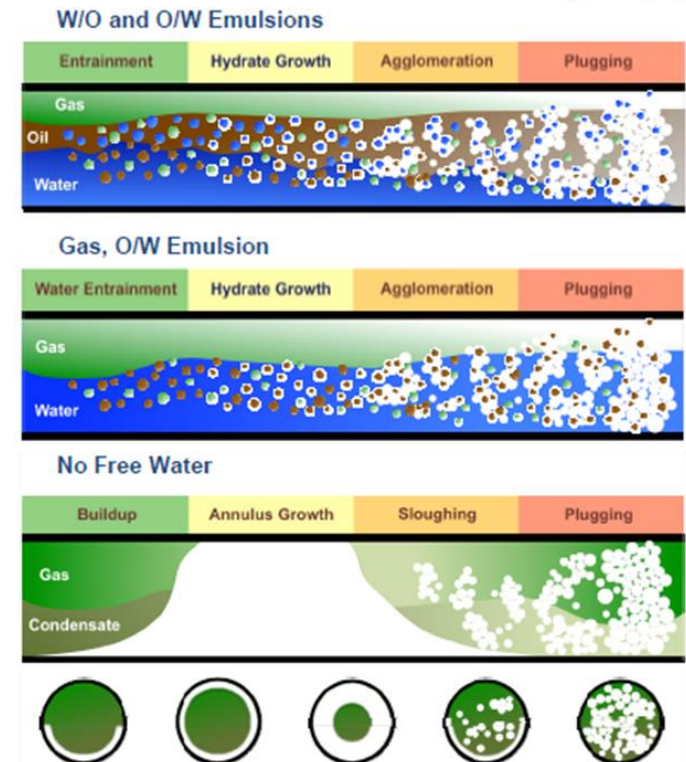 W/O and O/W Emulsions
Entrainment Hydrate Growth Agglomeration Plugging
Gas
Oil
Water
Gas, O/W Emulsion
Water Entrainment Hydrate Growth Agglomeration Plugging
Gas
Water
No Free Water
Buildup Annulus Growth Sloughing Plugging
Gas
Condensate